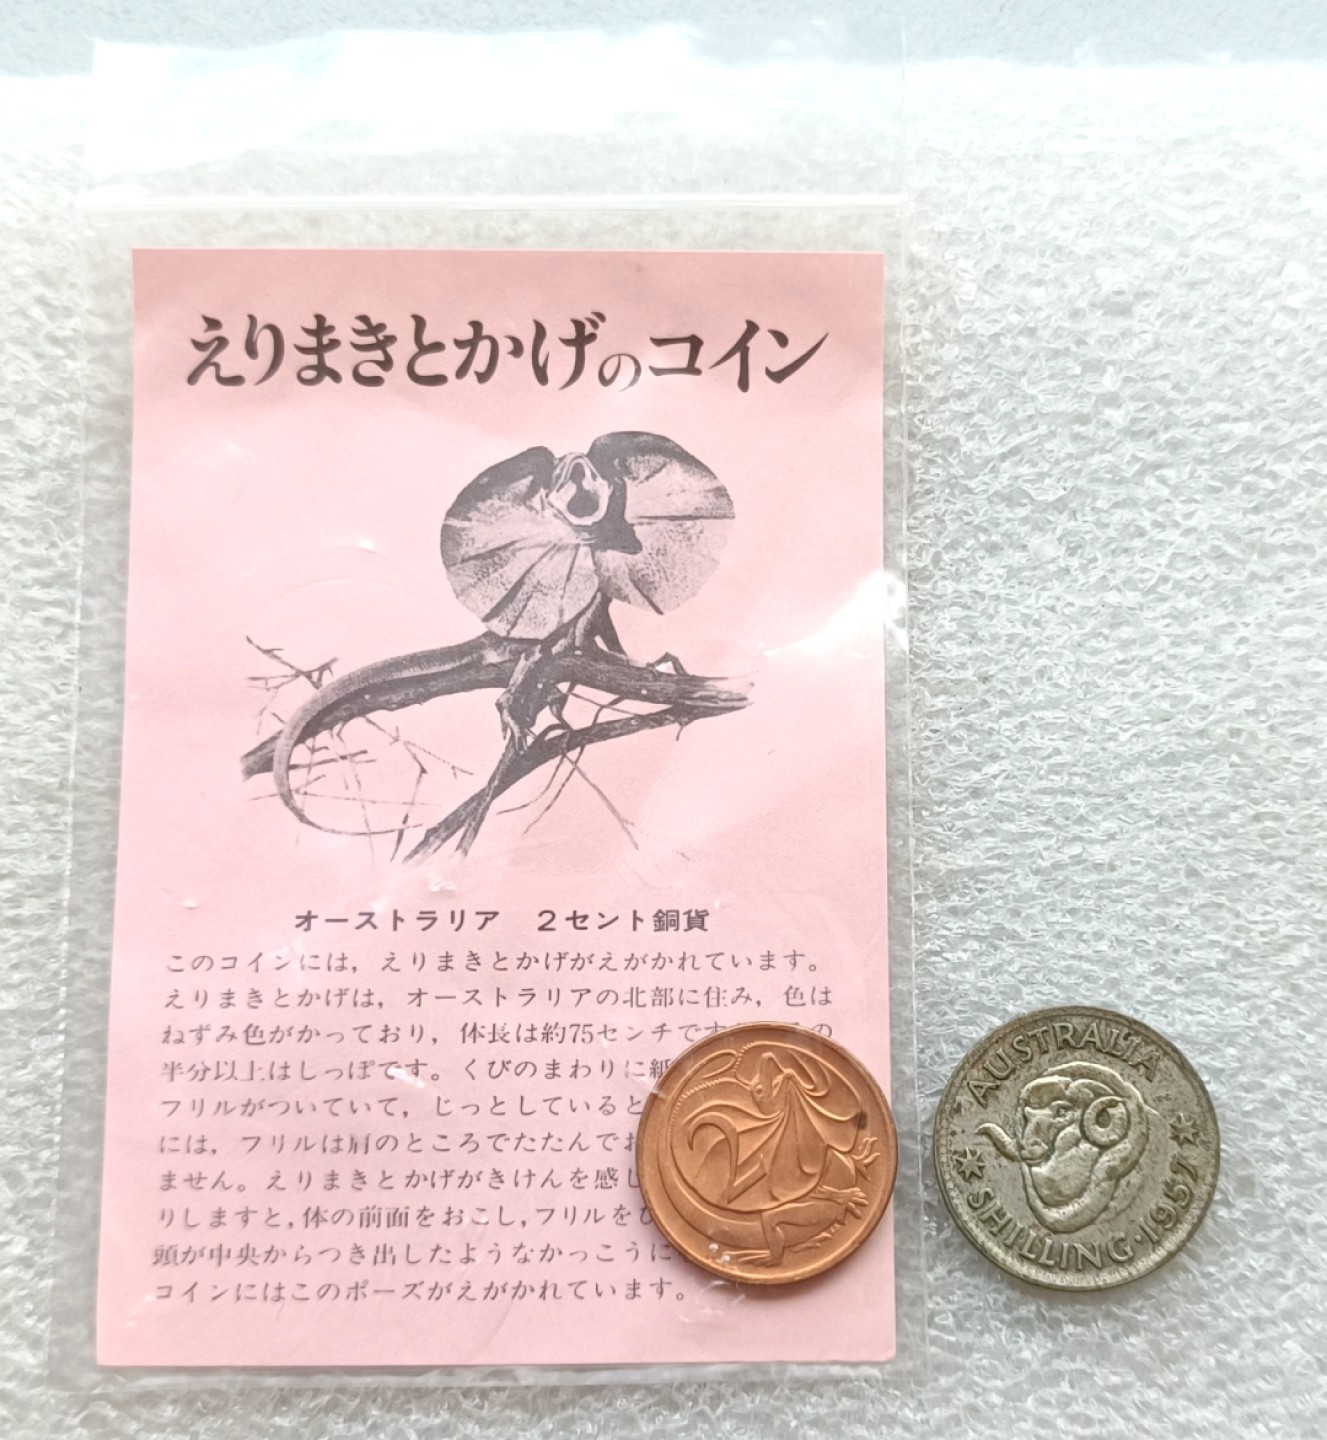 えりまきとかげのコイン
オーストラリア　2セント銅貨
このコインには，えりまきとかげがえがかれています。
えりまきとかげは，オーストラリアの北部に住み，色は
ねずみ色がかっており，体長は約75センチで
半分以上はしっぽです。くびのまわりに紙
フリルがついていて，じっとしていると
には，フリルは肩のところでたたんでお
ません。えりまきとかげがきけんを感じ
りしますと，体の前面をおこし，フリルをひ
頭が中央からつき出したようなかっこうに
コインにはこのポーズがえがかれています。
2
AUSTRALIA
SHILLING·1957